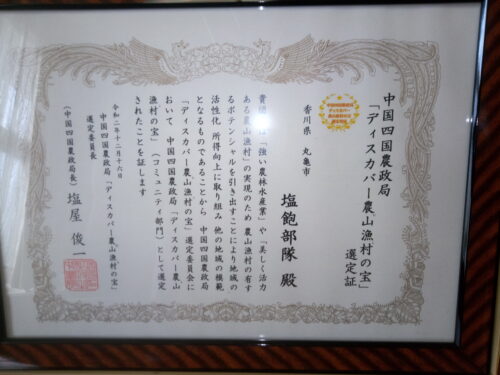 中国四国農政局
「ディスカバー農山漁村の宝」
選定証
香川県 丸亀市
塩飽部隊 殿
「強い農林水産業」や「美しく活力
ある農山漁村」の実現のため 農山漁村の有す
るポテンシャルを引き出すことにより地域の
活性化 所得向上に取り組み 他の地域の模範
となるものであることから 中国四国農政局
「ディスカバー農山漁村の宝」選定委員会に
おいて 中国四国農政局「ディスカバー農山
漁村の宝」(コミュニティ部門)として選定
されたことを証します
令和二年十二月十六日
中国四国農政局「ディスカバー農山漁村の宝」
選定委員長
(中国四国農政局長) 塩屋 俊一